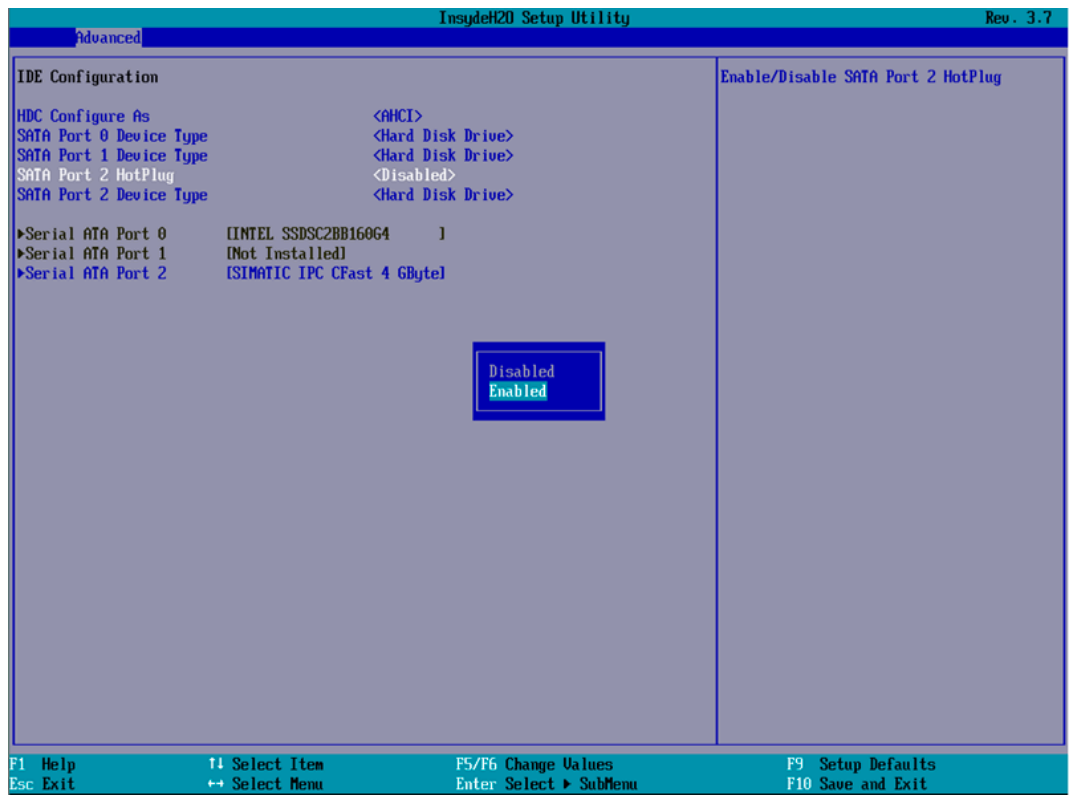 InsydeH2O Setup Utility Rev. 3.7
Advanced
IDE Configuration
Enable/Disable SATA Port 2 HotPlug
HDC Configure As <AHCI>
SATA Port 0 Device Type <Hard Disk Drive>
SATA Port 1 Device Type <Hard Disk Drive>
SATA Port 2 HotPlug <Disabled>
SATA Port 2 Device Type <Hard Disk Drive>
▶Serial ATA Port 0 [INTEL SSDSC2BB160G4 ]
▶Serial ATA Port 1 [Not Installed]
▶Serial ATA Port 2 [SIMATIC IPC CFast 4 GByte]
Disabled
Enabled
F1 Help ↑↓ Select Item F5/F6 Change Values F9 Setup Defaults
Esc Exit ←→ Select Menu Enter Select ▶ SubMenu F10 Save and Exit